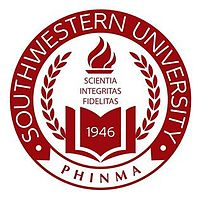 SOUTHWESTERN UNIVERSITY
SCIENTIA
INTEGRITAS
FIDELITAS
1946
PHINMA